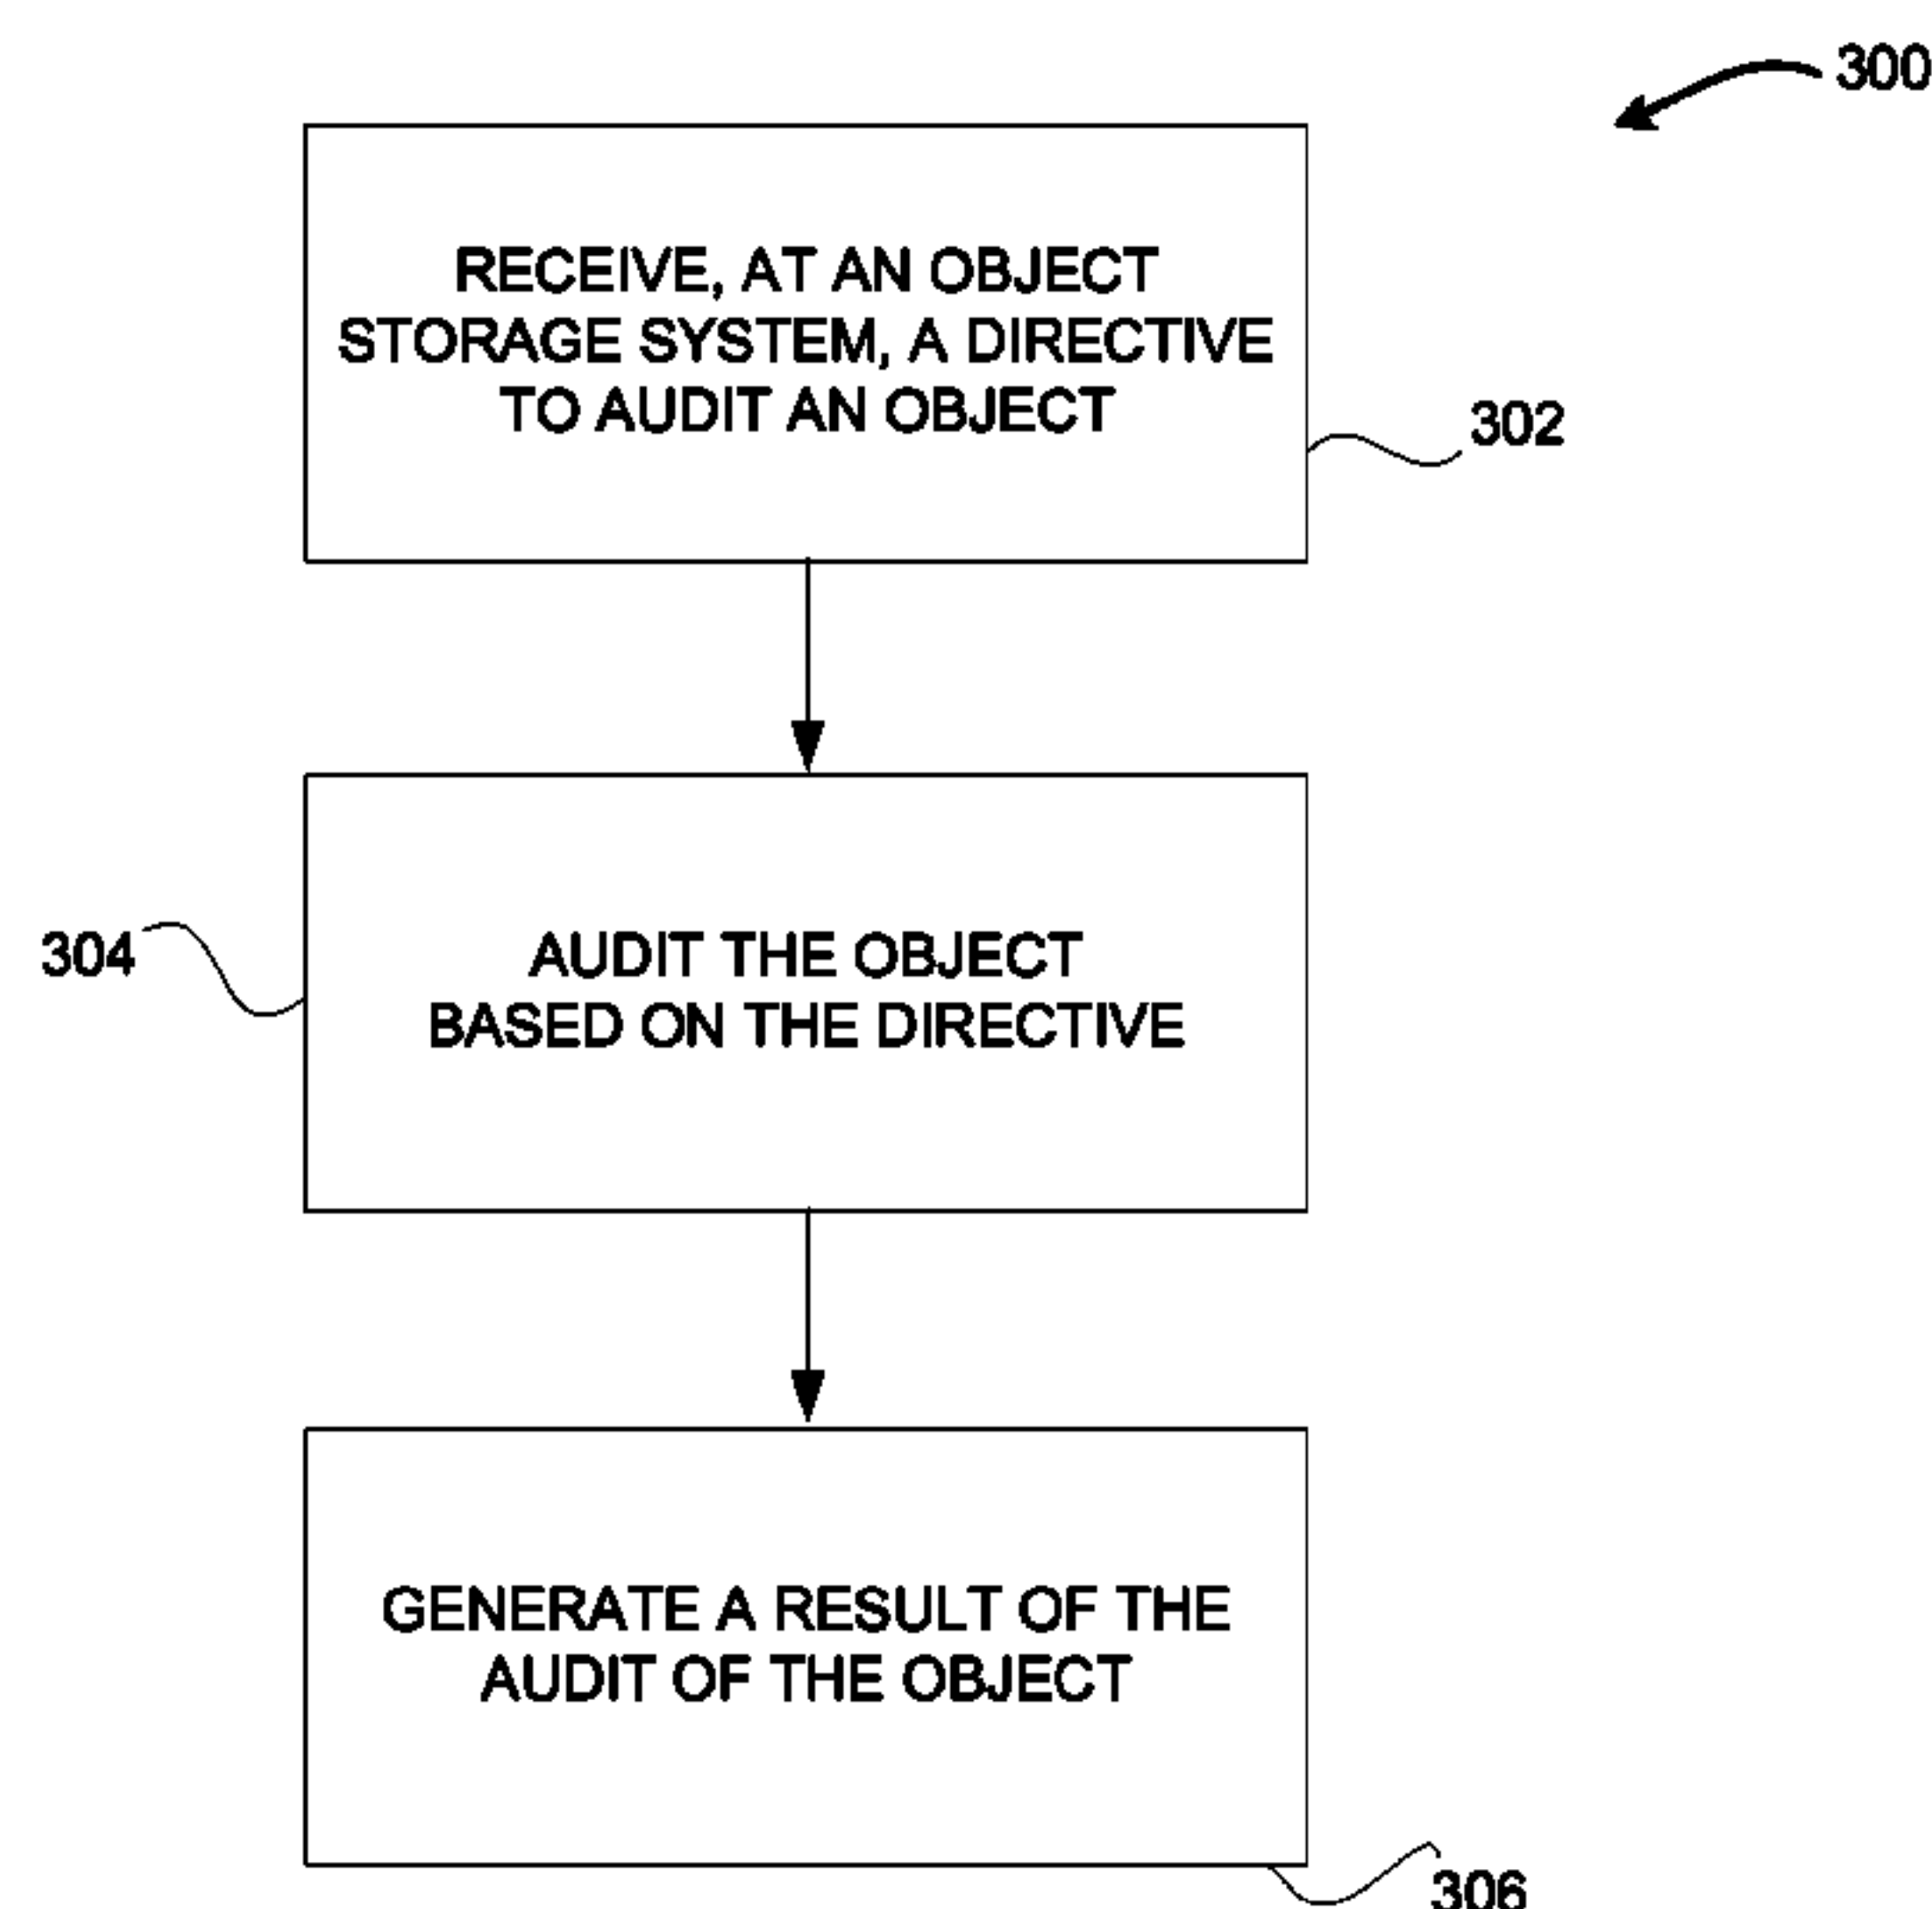 300
RECEIVE, AT AN OBJECT
STORAGE SYSTEM, A DIRECTIVE
TO AUDIT AN OBJECT
302
304
AUDIT THE OBJECT
BASED ON THE DIRECTIVE
GENERATE A RESULT OF THE
AUDIT OF THE OBJECT
306